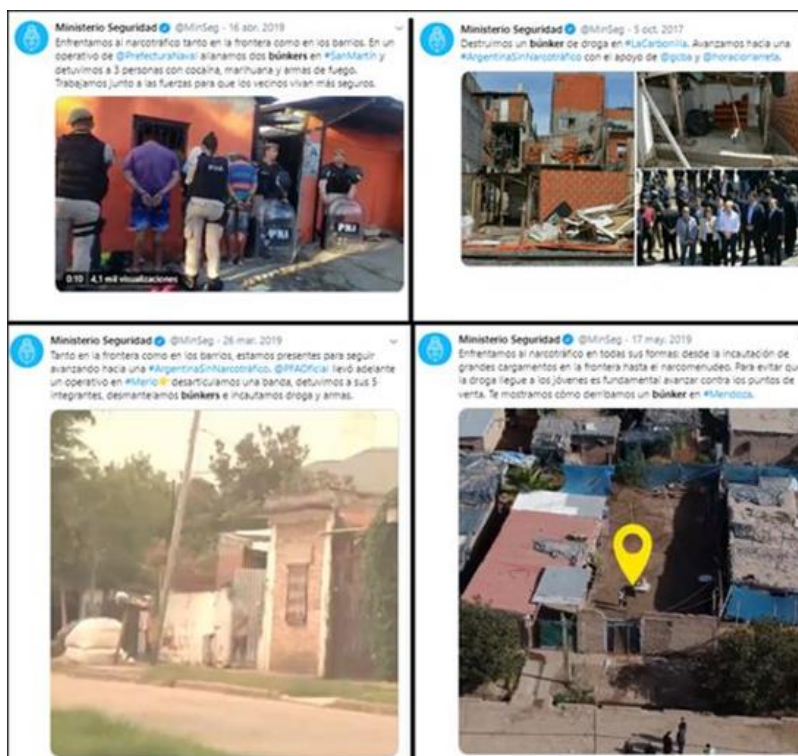 Ministerio Seguridad @MinSeg - 16 abr. 2019
Enfrentamos al narcotráfico tanto en la frontera como en los barrios. En un
operativo de @PrefecturaNaval allanamos dos búnkers en #SanMartín y
detuvimos a 3 personas con cocaína, marihuana y armas de fuego.
Trabajamos junto a las fuerzas para que los vecinos vivan más seguros.
PNA
PNA
0:10 4,1 mil visualizaciones
Ministerio Seguridad @MinSeg - 5 oct. 2017
Destruimos un búnker de droga en #LaCarbonilla. Avanzamos hacia una
#ArgentinaSinNarcotráfico con el apoyo de @gcba y @horaciorlarreta.
Ministerio Seguridad @MinSeg - 26 mar. 2019
Tanto en la frontera como en los barrios, estamos presentes para seguir
avanzando hacia una #ArgentinaSinNarcotráfico. @PFAOficial llevó adelante
un operativo en #Merlo desarticulamos una banda, detuvimos a sus 5
integrantes, desmantelamos búnkers e incautamos droga y armas.
Ministerio Seguridad @MinSeg - 17 may. 2019
Enfrentamos al narcotráfico en todas sus formas: desde la incautación de
grandes cargamentos en la frontera hasta el narcomenudeo. Para evitar que
la droga llegue a los jóvenes es fundamental avanzar contra los puntos de
venta. Te mostramos cómo derribamos un búnker en #Mendoza.